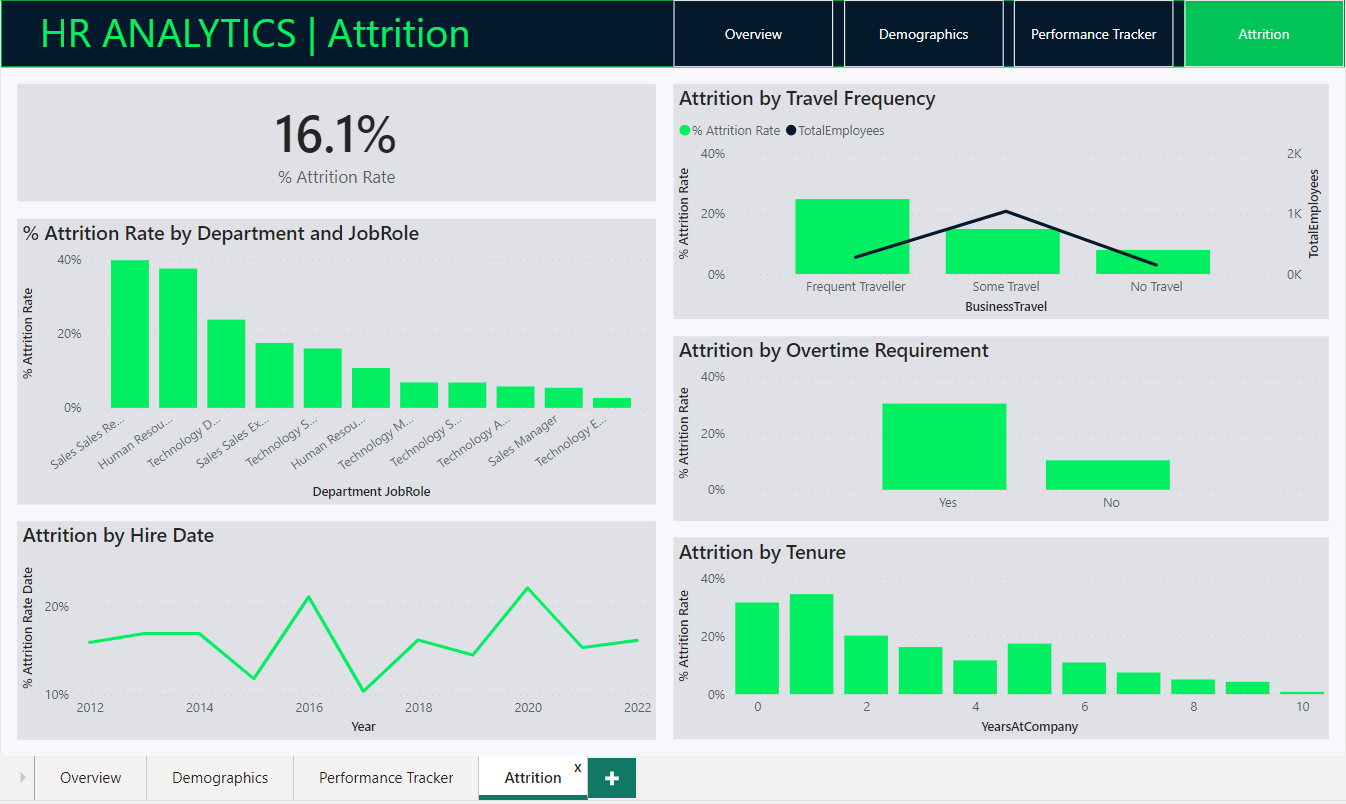 HR ANALYTICS | Attrition
Overview
Demographics
Performance Tracker
Attrition
16.1%
% Attrition Rate
% Attrition Rate by Department and JobRole
% Attrition Rate
40%
20%
0%
Sales Sales Re...
Human Resou...
Technology D...
Sales Sales Ex...
Technology S...
Human Resou...
Technology M...
Technology S...
Technology A...
Sales Manager
Technology E...
Department JobRole
Attrition by Hire Date
% Attrition Rate Date
20%
10%
2012 2014 2016 2018 2020 2022
Year
Attrition by Travel Frequency
% Attrition Rate TotalEmployees
% Attrition Rate
40%
20%
0%
2K
1K
0K
TotalEmployees
Frequent Traveller Some Travel No Travel
BusinessTravel
Attrition by Overtime Requirement
% Attrition Rate
40%
20%
0%
Yes No
Attrition by Tenure
% Attrition Rate
40%
20%
0%
0 2 4 6 8 10
YearsAtCompany
Overview
Demographics
Performance Tracker
Attrition
x
+